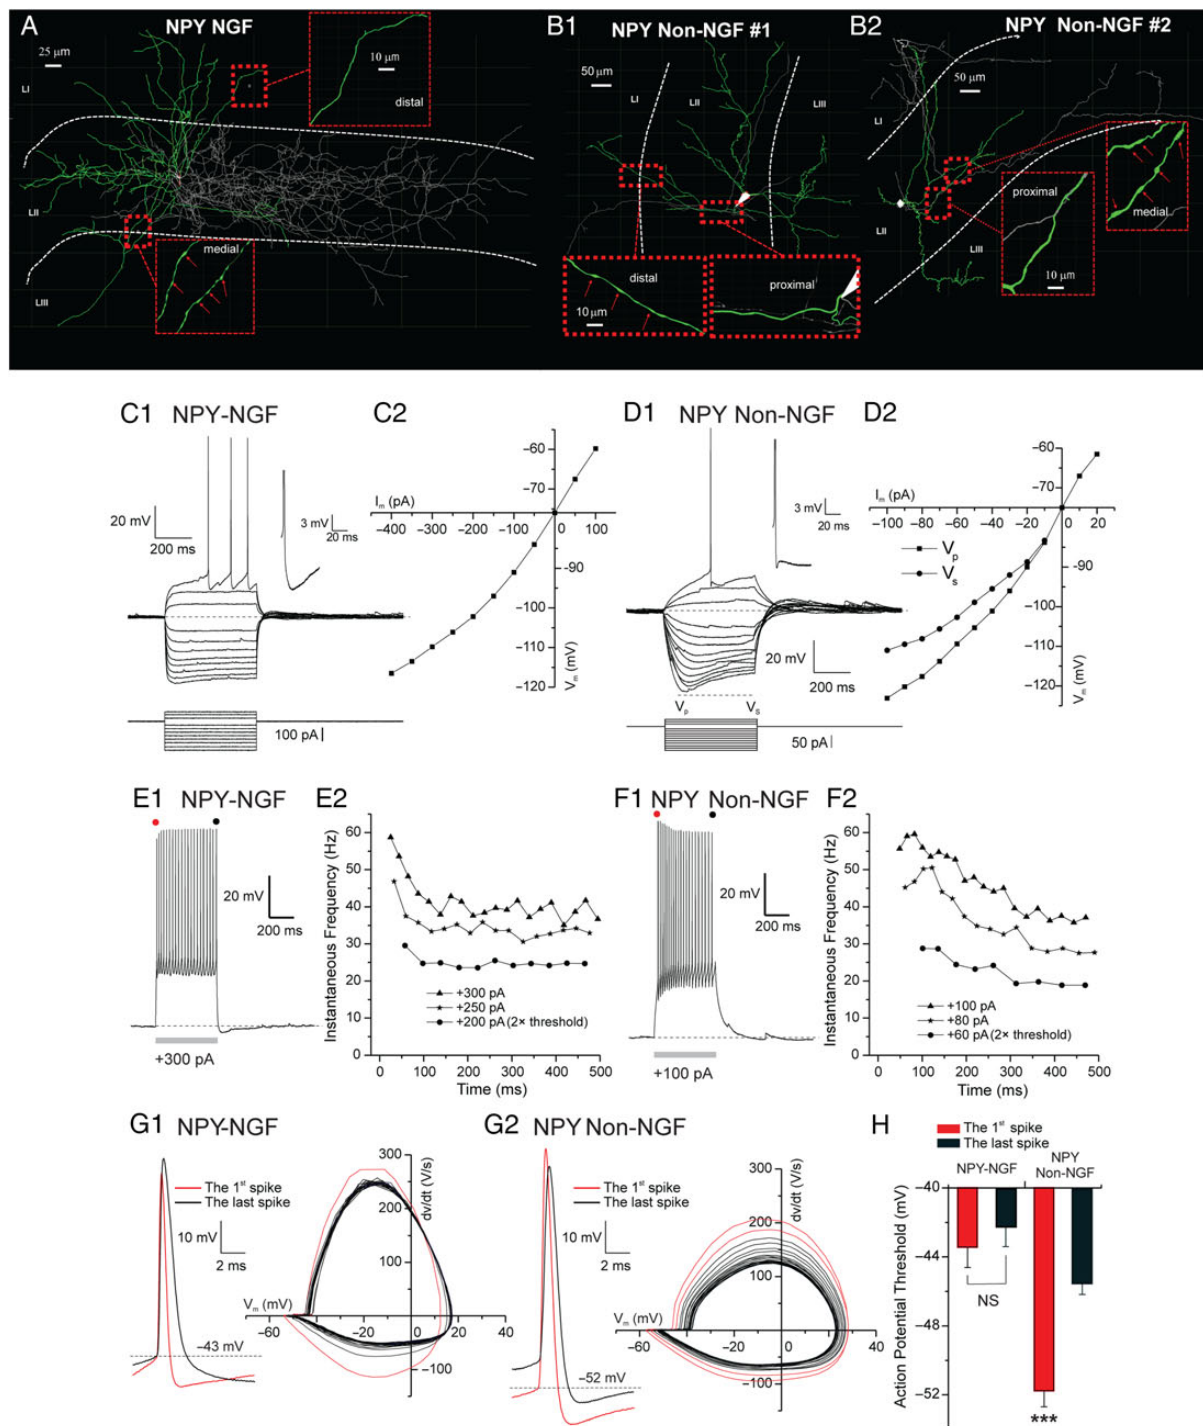 A NPY NGF
25 μm
10 μm
distal
LI
LII
medial
LIII
B1
NPY Non-NGF #1
50 μm
LI
LII
LIII
distal
10 μm
proximal
B2 NPY Non-NGF #2
50 μm
LI
LII
LIII
proximal
10 μm
medial
C1 NPY-NGF
20 mV
200 ms
3 mV
20 ms
100 pA
C2
Im (pA)
−400 −300 −200 −100 0 100
−60
−70
−90
−100
−110
−120
Vm (mV)
D1 NPY Non-NGF
3 mV
20 ms
20 mV
200 ms
Vp Vs
50 pA
D2
Im (pA)
−100 −80 −60 −40 −20 0 20
−60
−70
−90
−100
−110
−120
Vm (mV)
Vp
Vs
E1 NPY-NGF
20 mV
200 ms
+300 pA
E2
Instantaneous Frequency (Hz)
60
50
40
30
20
10
0
+300 pA
+250 pA
+200 pA (2× threshold)
0 100 200 300 400 500
Time (ms)
F1 NPY Non-NGF
20 mV
200 ms
+100 pA
F2
Instantaneous Frequency (Hz)
60
50
40
30
20
10
0
+100 pA
+80 pA
+60 pA (2× threshold)
0 100 200 300 400 500
Time (ms)
G1 NPY-NGF
The 1st spike
The last spike
10 mV
2 ms
−43 mV
300
200
100
−100
dv/dt (V/s)
Vm (mV)
−60 −40 −20 0 20 40
G2 NPY Non-NGF
The 1st spike
The last spike
10 mV
2 ms
−52 mV
300
200
100
−100
dv/dt (V/s)
Vm (mV)
−60 −40 −20 0 20 40
H
The 1st spike
The last spike
NPY-NGF
NPY
Non-NGF
Action Potential Threshold (mV)
−40
−44
−48
−52
NS
***